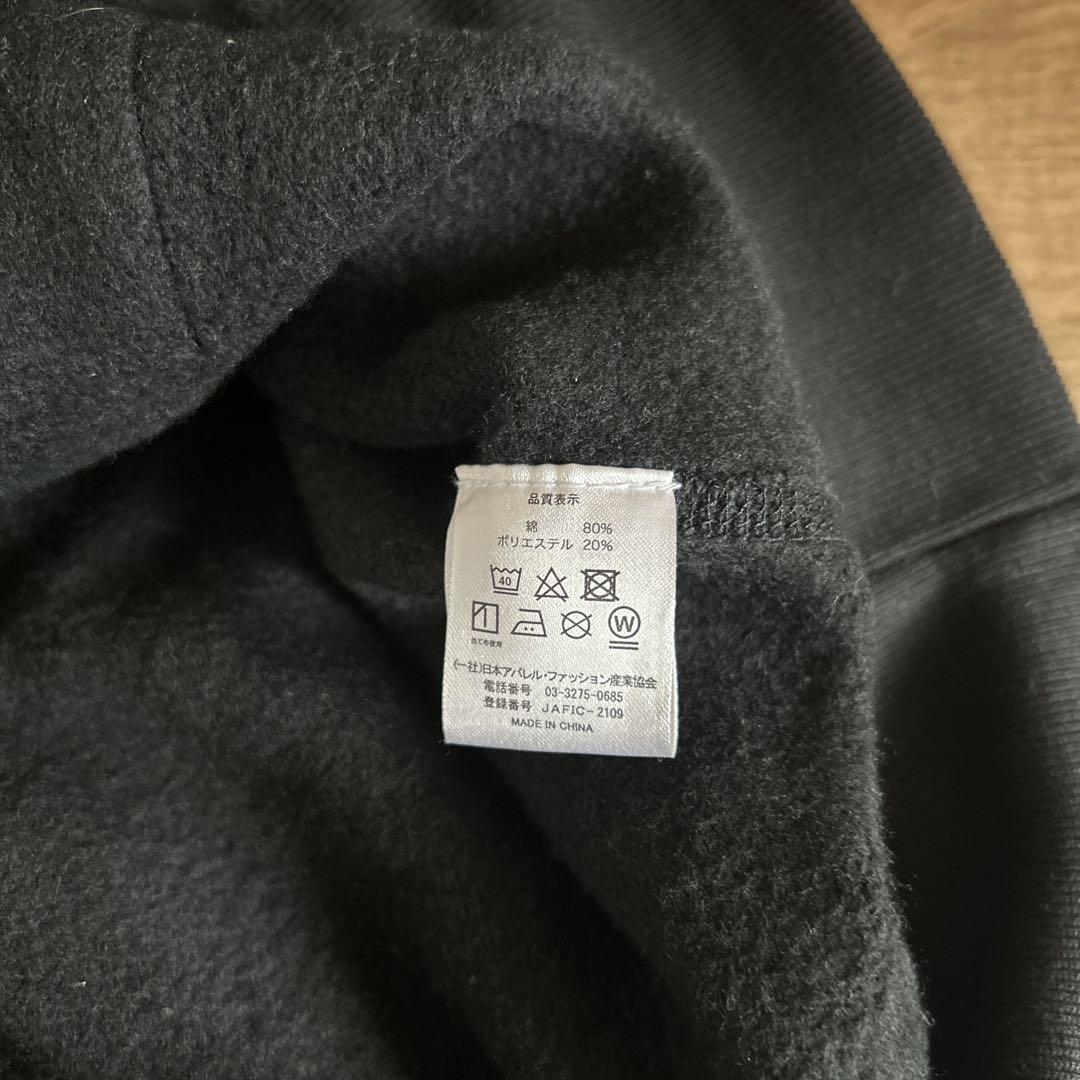 品質表示
綿 80%
ポリエステル 20%
40
W
当て布使用
(一社)日本アパレル・ファッション産業協会
電話番号 03-3275-0685
登録番号 JAFIC-2109
MADE IN CHINA